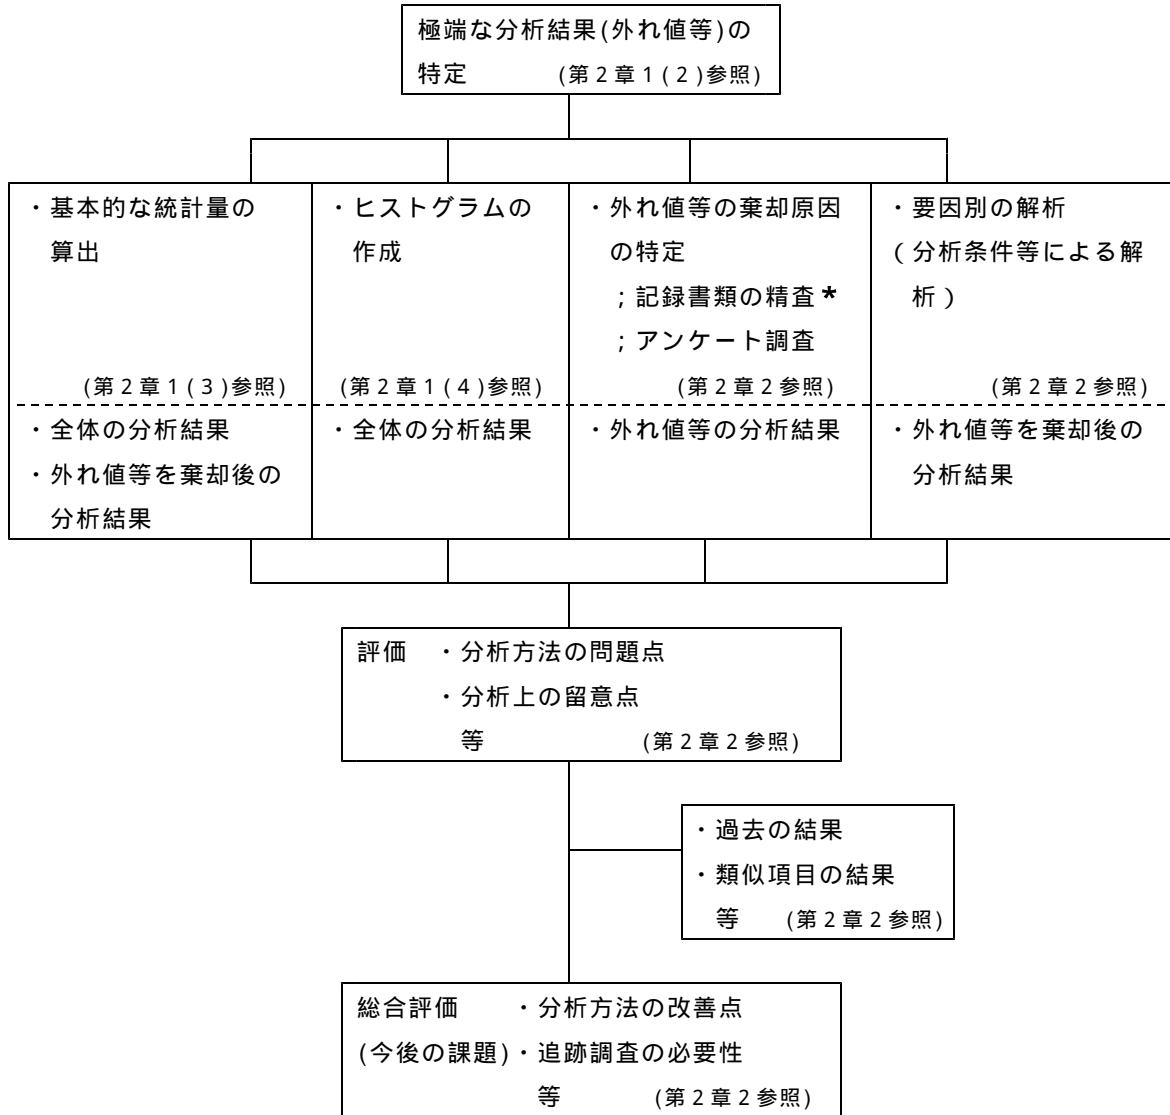 極端な分析結果(外れ値等)の
特定 (第2章1(2)参照)
・基本的な統計量の
算出
(第2章1(3)参照)
・全体の分析結果
・外れ値等を棄却後の
分析結果
・ヒストグラムの
作成
(第2章1(4)参照)
・全体の分析結果
・外れ値等の棄却原因
の特定
;記録書類の精査*
;アンケート調査
(第2章2参照)
・外れ値等の分析結果
・要因別の解析
(分析条件等による解
析)
(第2章2参照)
・外れ値等を棄却後の
分析結果
評価 ・分析方法の問題点
・分析上の留意点
等 (第2章2参照)
・過去の結果
・類似項目の結果
等 (第2章2参照)
総合評価 ・分析方法の改善点
(今後の課題)・追跡調査の必要性
等 (第2章2参照)